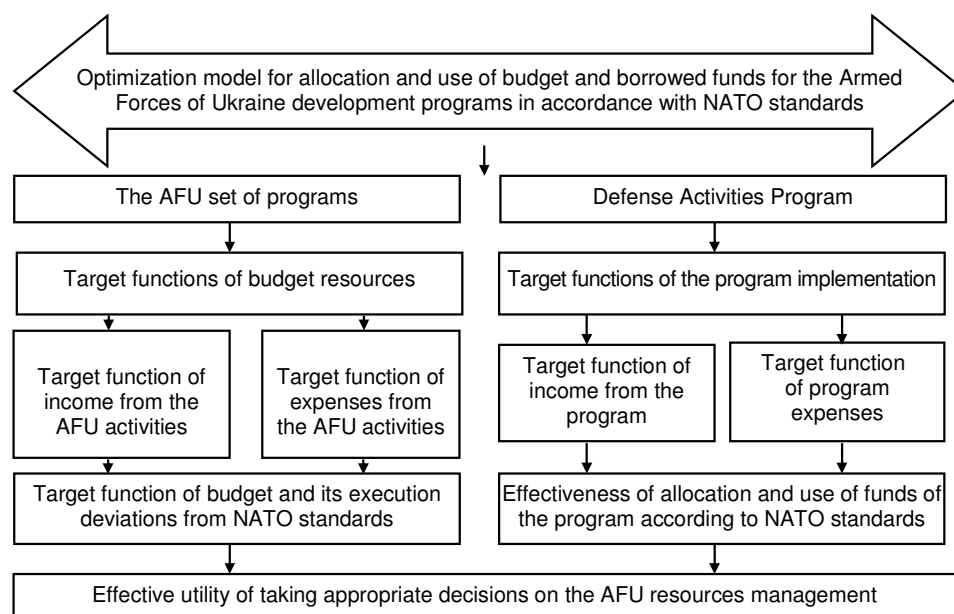 Optimization model for allocation and use of budget and borrowed funds for the Armed
Forces of Ukraine development programs in accordance with NATO standards
The AFU set of programs
Defense Activities Program
Target functions of budget resources
Target functions of the program implementation
Target function of
income from the
AFU activities
Target function of
expenses from
the AFU activities
Target function of
income from the
program
Target function
of program
expenses
Target function of budget and its execution
deviations from NATO standards
Effectiveness of allocation and use of funds of
the program according to NATO standards
Effective utility of taking appropriate decisions on the AFU resources management